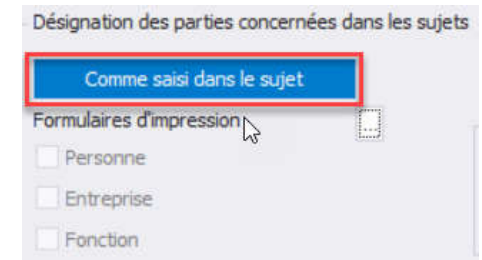 Désignation des parties concernées dans les sujets
Comme saisi dans le sujet
Formulaires d'impression
...
Personne
Entreprise
Fonction